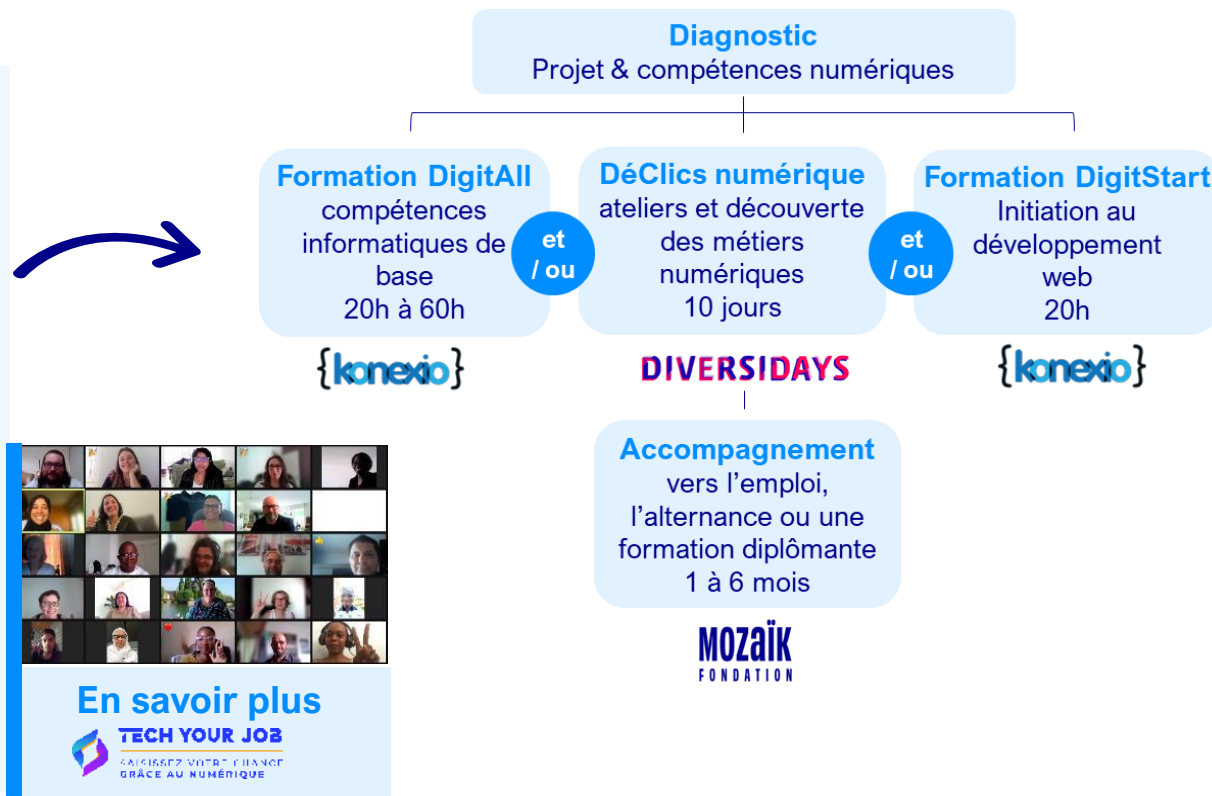 Diagnostic
Projet & compétences numériques
Formation DigitAll
compétences
informatiques de
base
20h à 60h
et
/ ou
DéClics numérique
ateliers et découverte
des métiers
numériques
10 jours
et
/ ou
Formation DigitStart
Initiation au
développement
web
20h
{konexio}
DIVERSIDAYS
{konexio}
Accompagnement
vers l'emploi,
l'alternance ou une
formation diplômante
1 à 6 mois
MOZaïK
FONDATION
En savoir plus
TECH YOUR JOB
SAISISSEZ VOTRE CHANCE
GRÂCE AU NUMÉRIQUE